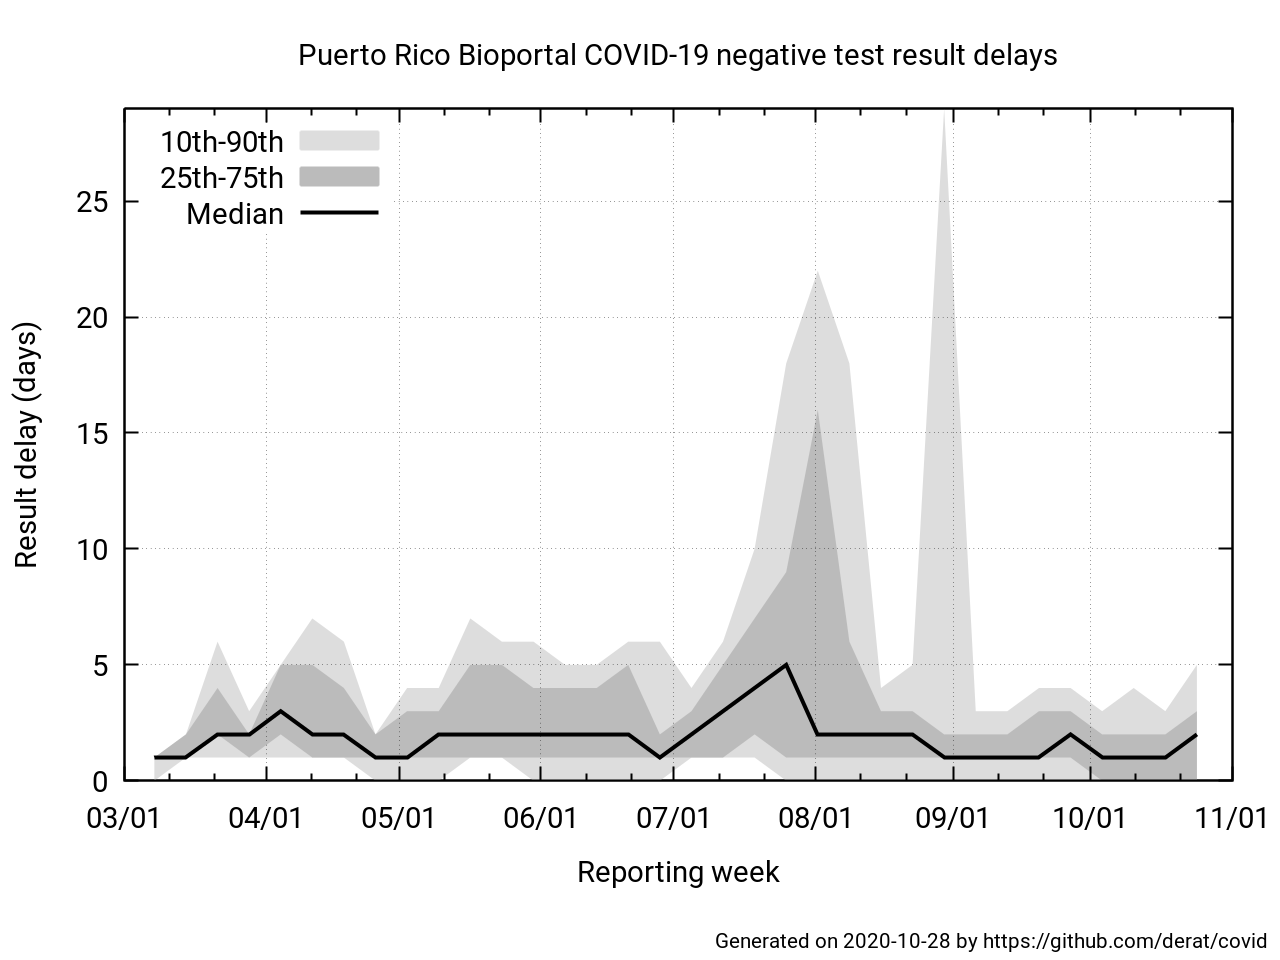 Puerto Rico Bioportal COVID-19 negative test result delays
10th-90th
25th-75th
Median
25
20
15
10
5
0
Result delay (days)
03/01 04/01 05/01 06/01 07/01 08/01 09/01 10/01 11/01
Reporting week
Generated on 2020-10-28 by https://github.com/derat/covid